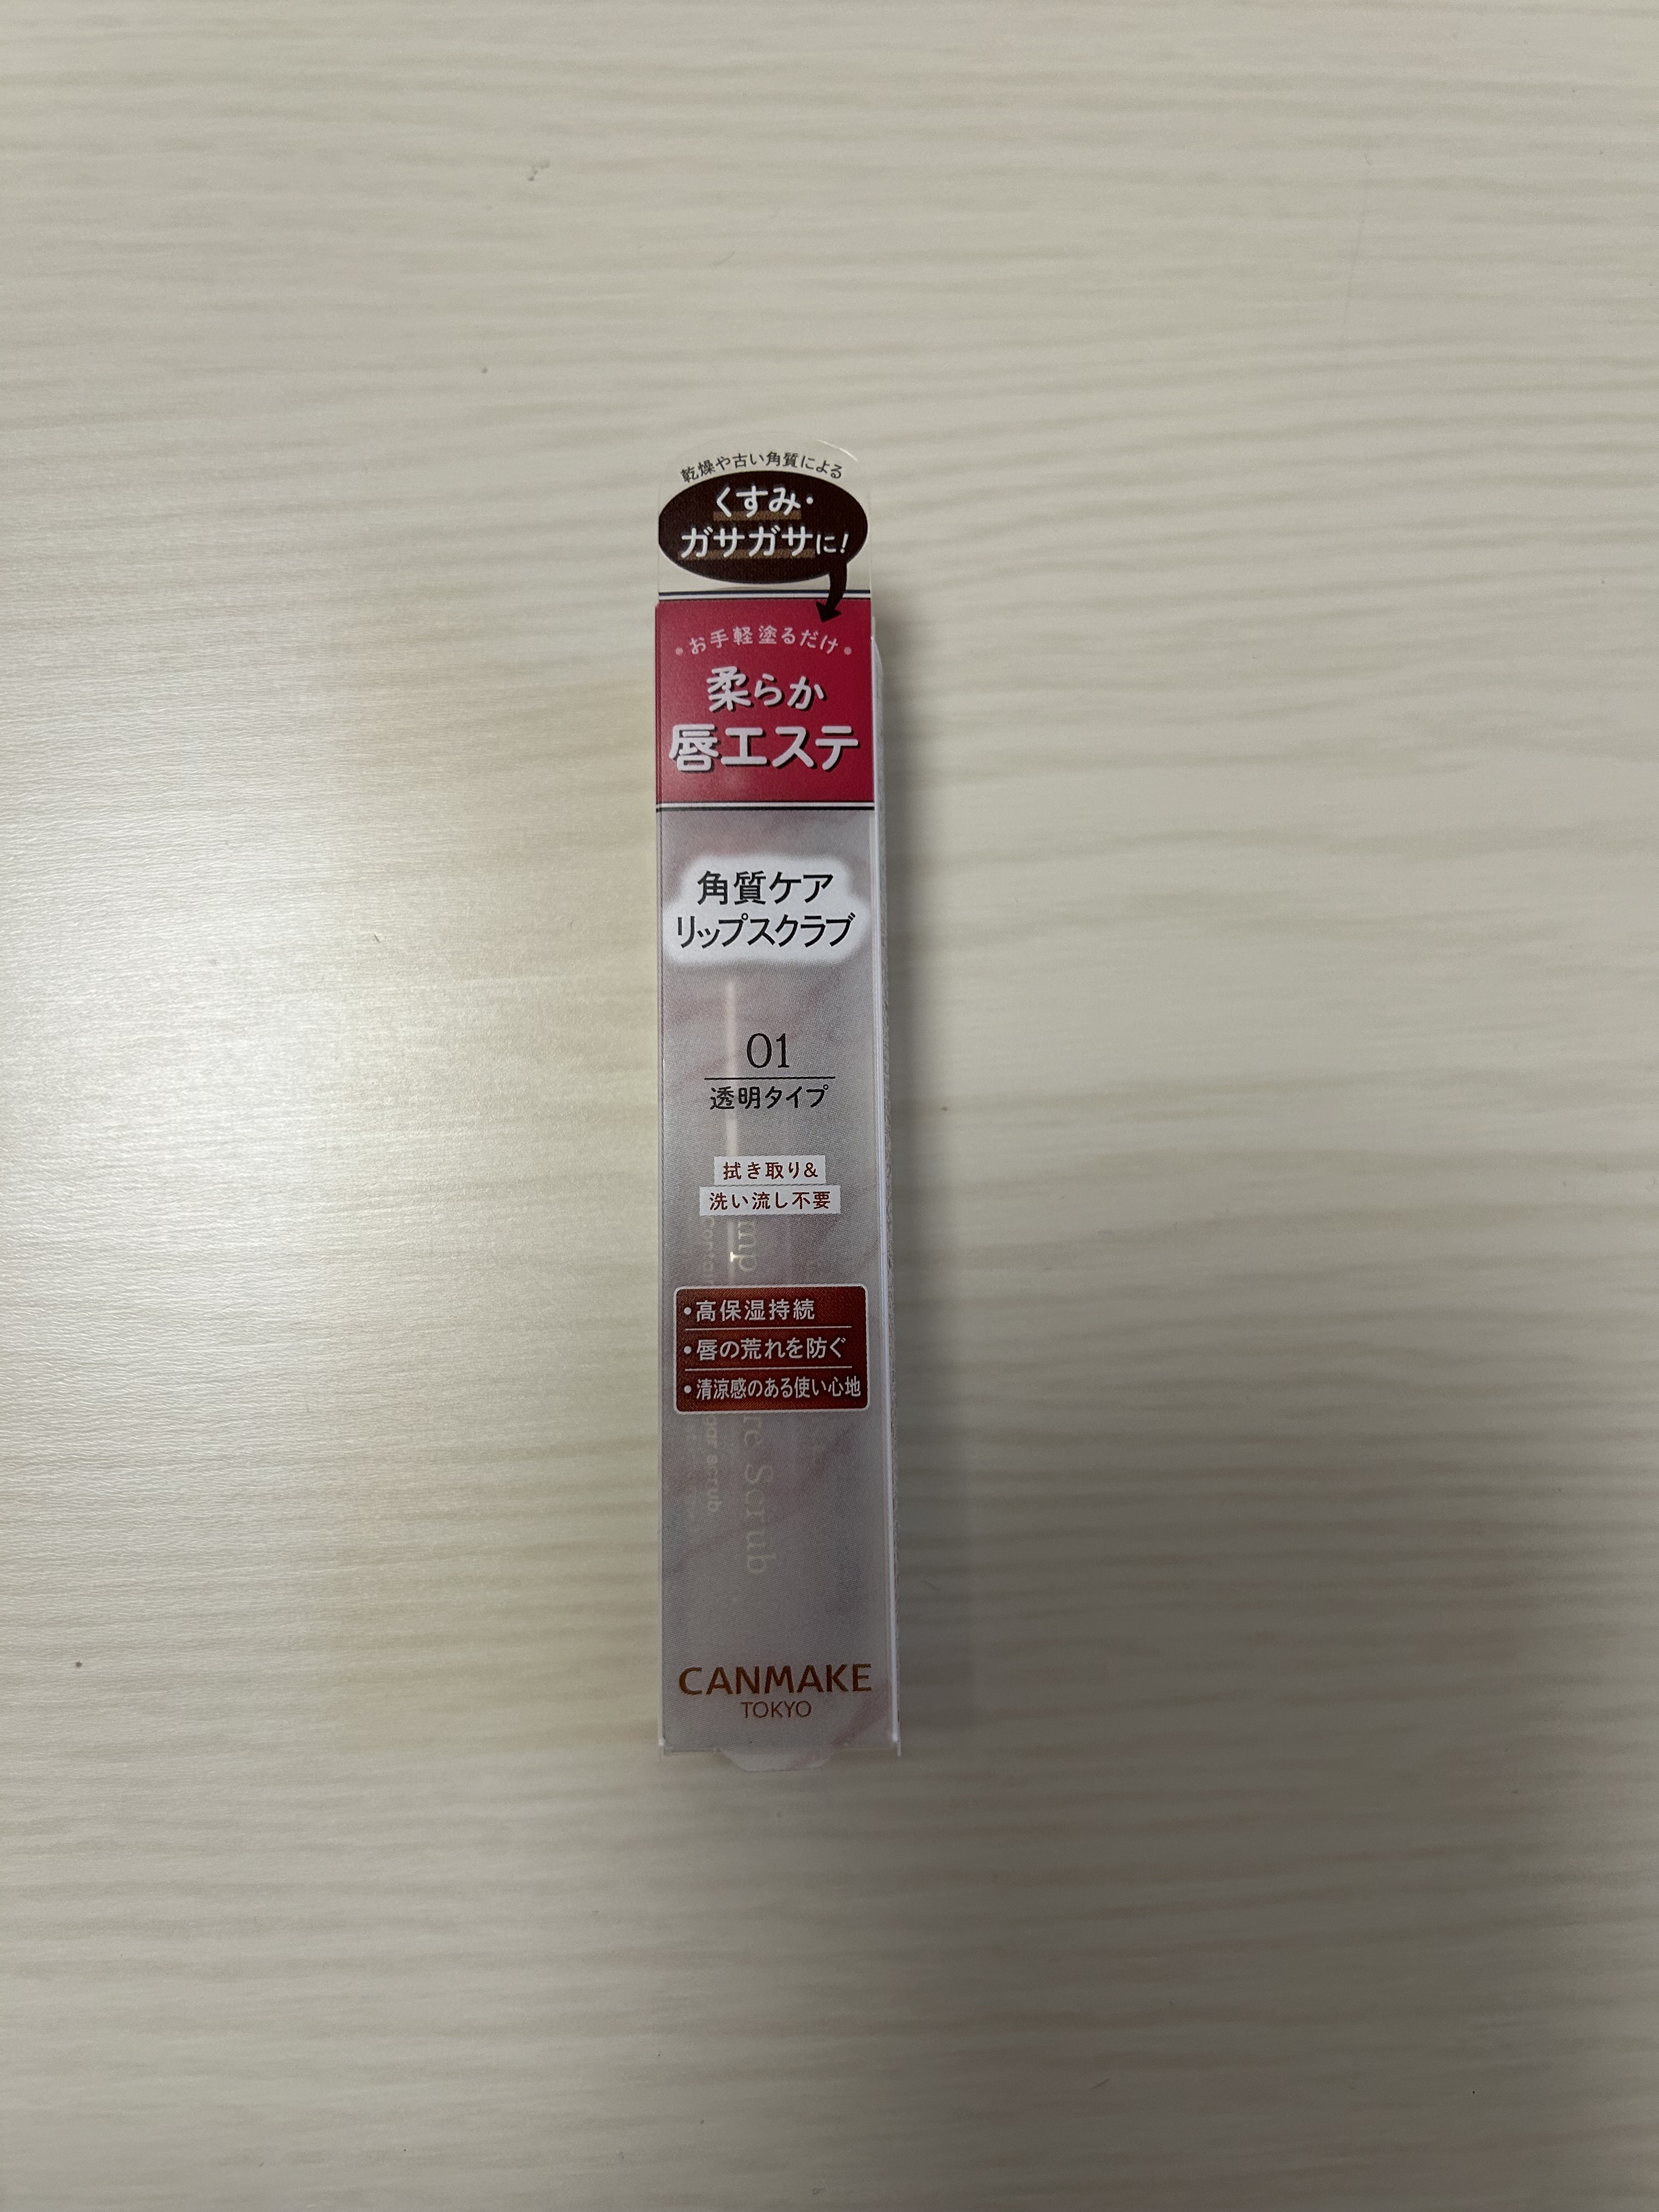 乾燥や古い角質による
くすみ・
ガサガサに!
・お手軽塗るだけ・
柔らか
唇エステ
角質ケア
リップスクラブ
01
透明タイプ
拭き取り&
洗い流し不要
・高保湿持続
・唇の荒れを防ぐ
・清涼感のある使い心地
Scrub
scrub
CANMAKE
TOKYO